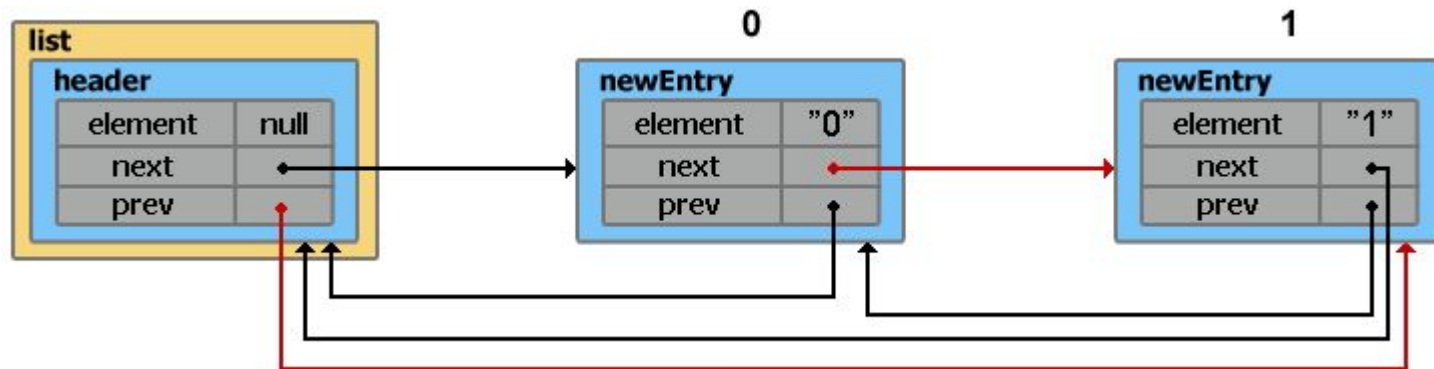 0
1
list
header
element null
next
prev
newEntry
element ”0”
next
prev
newEntry
element ”1”
next
prev